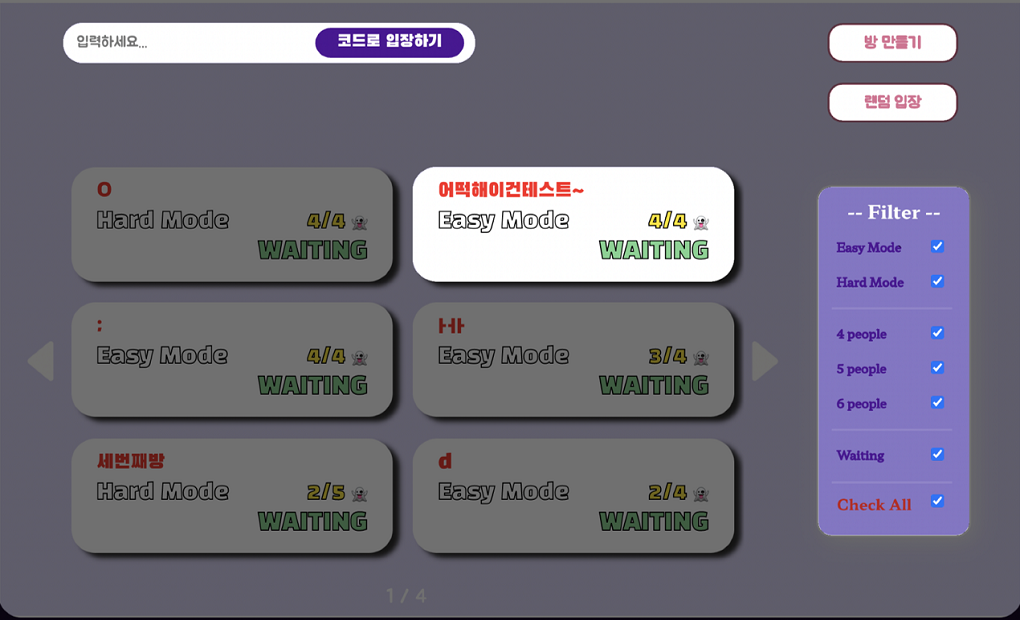 입력하세요...
코드로 입장하기
방 만들기
랜덤 입장
O
Hard Mode
4/4
WAITING
어떡해이건테스트~
Easy Mode
4/4
WAITING
:
Easy Mode
4/4
WAITING
ㅏㅓㅏ
Easy Mode
3/4
WAITING
세번째방
Hard Mode
2/5
WAITING
d
Easy Mode
2/4
WAITING
1 / 4
-- Filter --
Easy Mode
Hard Mode
4 people
5 people
6 people
Waiting
Check All